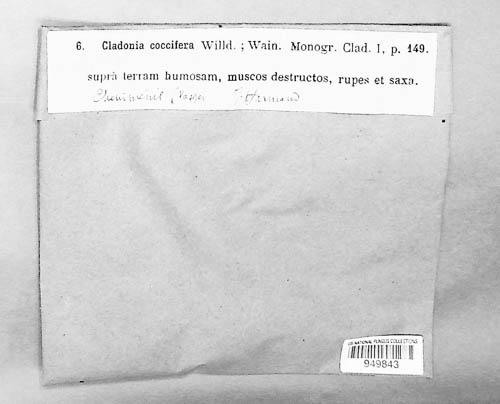 6. Cladonia coccifera Willd. ; Wain. Monogr. Clad. I, p. 149.
suprà terram humosam, muscos destructos, rupes et saxa.
Harmand
US NATIONAL FUNGUS COLLECTIONS
949843